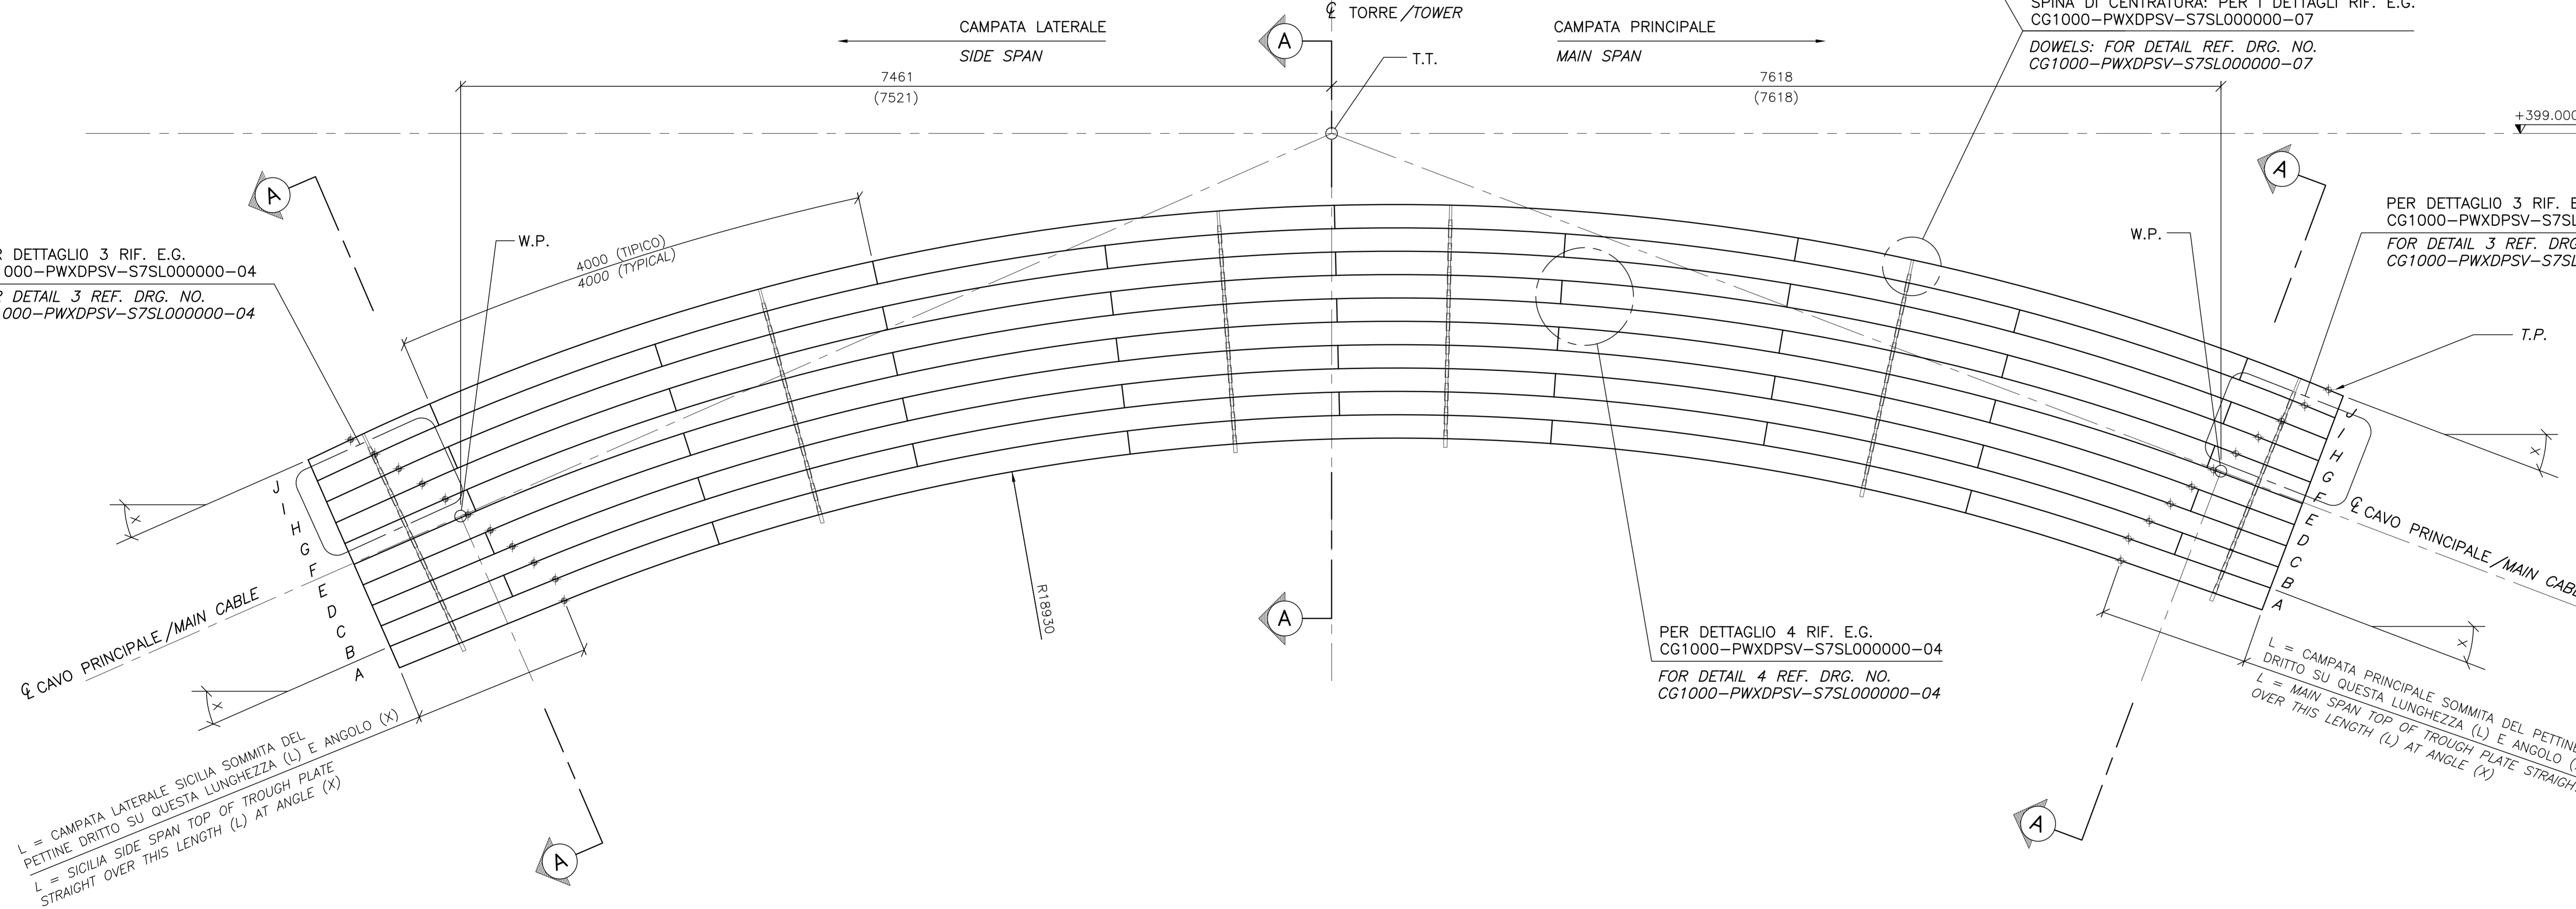 ℄ TORRE/TOWER
CAMPATA LATERALE
SIDE SPAN
A
CAMPATA PRINCIPALE
MAIN SPAN
T.T.
SPINA DI CENTRATURA: PER I DETTAGLI RIF. E.G.
CG1000-PWXDPSV-S7SL000000-07
DOWELS: FOR DETAIL REF. DRG. NO.
CG1000-PWXDPSV-S7SL000000-07
7461
(7521)
7618
(7618)
+399.000
A
A
W.P.
W.P.
4000 (TIPICO)
4000 (TYPICAL)
DETTAGLIO 3 RIF. E.G.
000-PWXDPSV-S7SL000000-04
DETAIL 3 REF. DRG. NO.
000-PWXDPSV-S7SL000000-04
PER DETTAGLIO 3 RIF. E
CG1000-PWXDPSV-S7SL
FOR DETAIL 3 REF. DRG
CG1000-PWXDPSV-S7SL
T.P.
J
I
H
G
F
E
D
C
B
A
J
I
H
G
F
E
D
C
B
A
X
X
X
X
℄ CAVO PRINCIPALE/MAIN CABLE
℄ CAVO PRINCIPALE/MAIN CAB
R18930
A
PER DETTAGLIO 4 RIF. E.G.
CG1000-PWXDPSV-S7SL000000-04
FOR DETAIL 4 REF. DRG. NO.
CG1000-PWXDPSV-S7SL000000-04
L = CAMPATA LATERALE SICILIA SOMMITA DEL
PETTINE DRITTO SU QUESTA LUNGHEZZA (L) E ANGOLO (X)
L = SICILIA SIDE SPAN TOP OF TROUGH PLATE
STRAIGHT OVER THIS LENGTH (L) AT ANGLE (X)
L = CAMPATA PRINCIPALE SOMMITA DEL PETTINE
DRITTO SU QUESTA LUNGHEZZA (L) E ANGOLO
L = MAIN SPAN TOP OF TROUGH PLATE STRAIGH
OVER THIS LENGTH (L) AT ANGLE (X)
A
A